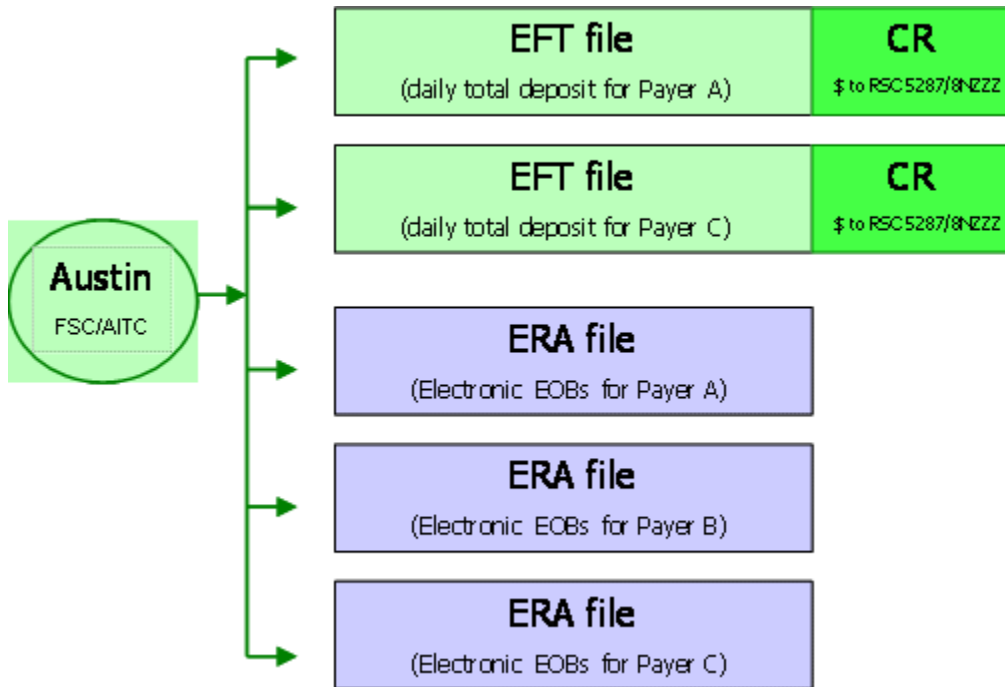 EFT file
(daily total deposit for Payer A)
CR
$ to RSC 5287/8NZZZ
EFT file
(daily total deposit for Payer C)
CR
$ to RSC 5287/8NZZZ
Austin
FSC/AITC
ERA file
(Electronic EOBs for Payer A)
ERA file
(Electronic EOBs for Payer B)
ERA file
(Electronic EOBs for Payer C)